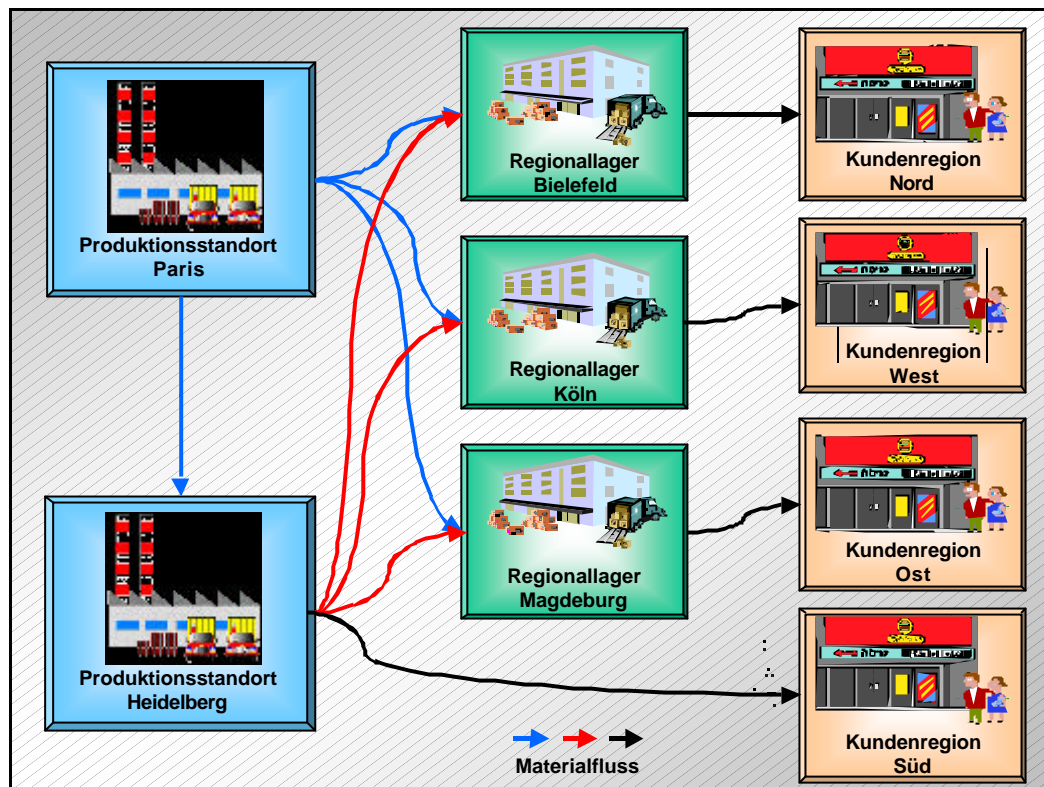 Produktionsstandort
Paris
Produktionsstandort
Heidelberg
Regionallager
Bielefeld
Regionallager
Köln
Regionallager
Magdeburg
Kundenregion
Nord
Kundenregion
West
Kundenregion
Ost
Kundenregion
Süd
Materialfluss